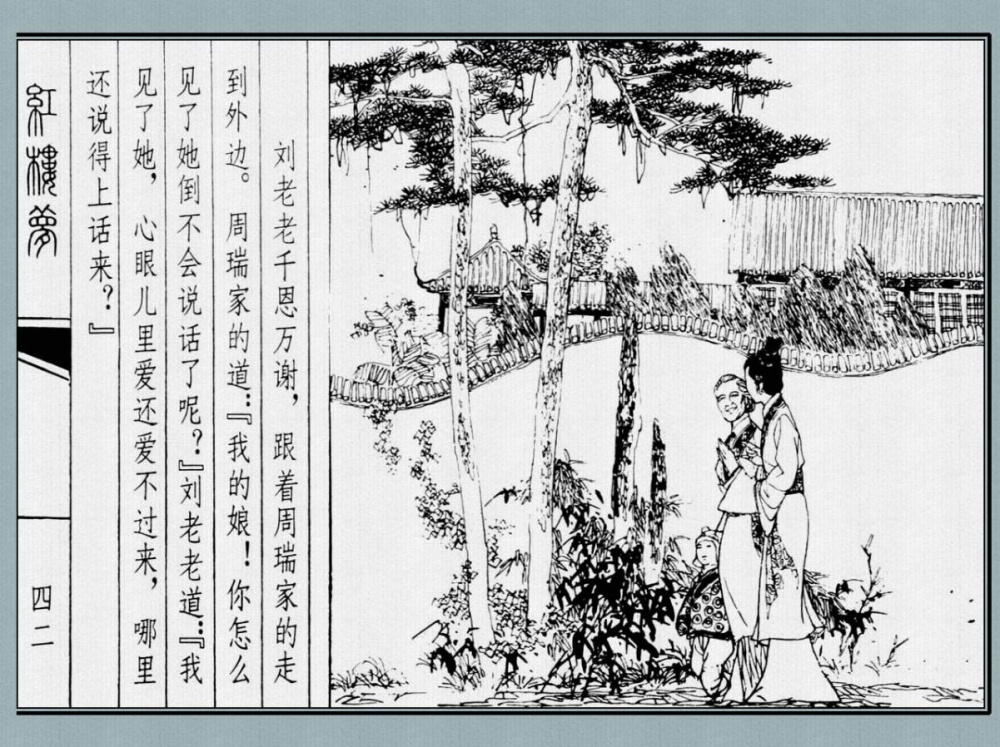 刘老老千恩万谢，跟着周瑞家的走
到外边。周瑞家的道：『我的娘！你怎么
见了她倒不会说话了呢？』刘老老道：『我
见了她，心眼儿里爱还爱不过来，哪里
还说得上话来？』
紅樓夢
四二